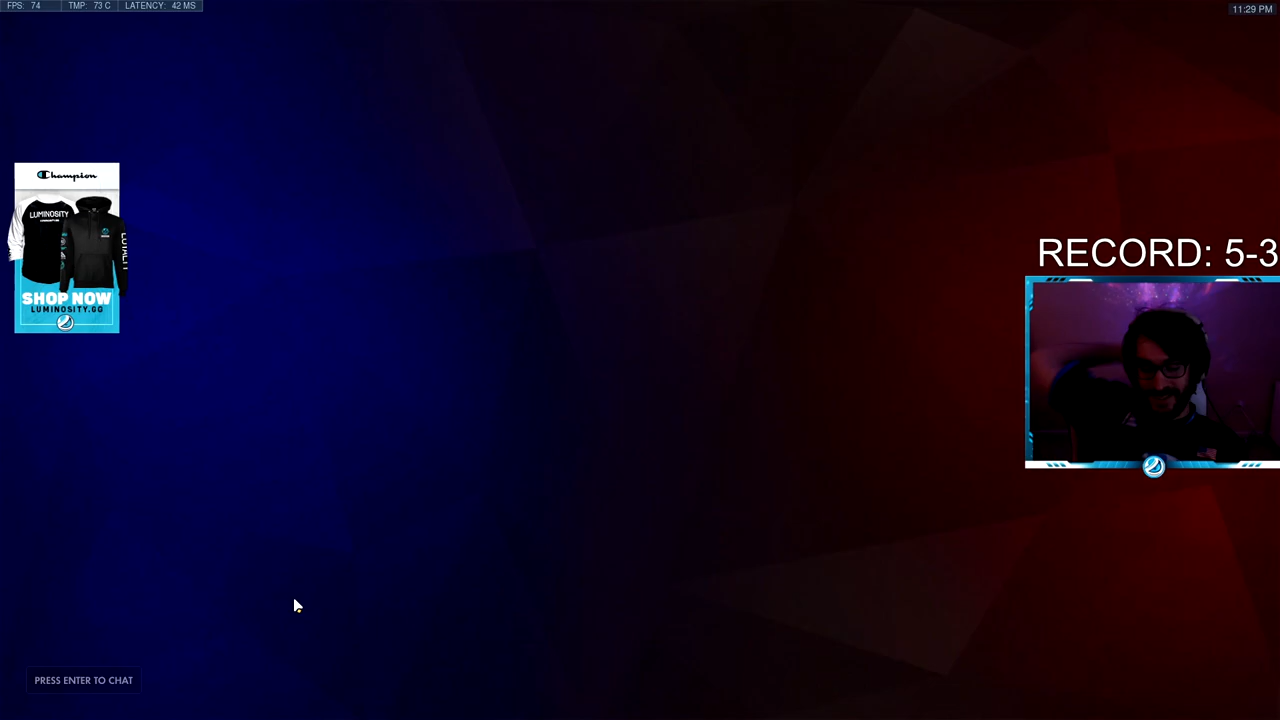 FPS: 74 TMP: 73 C LATENCY: 42 MS
11:29 PM
Champion
LUMINOSITY
SHOP NOW
LUMINOSITY.GG
RECORD: 5-3
PRESS ENTER TO CHAT